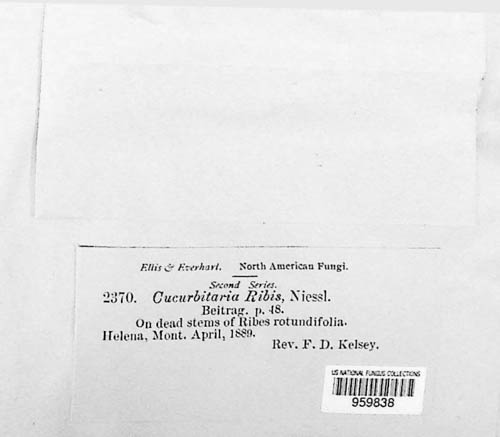 Ellis & Everhart. North American Fungi.
Second Series.
2370. Cucurbitaria Ribis, Niessl.
Beitrag. p. 48.
On dead stems of Ribes rotundifolia.
Helena, Mont. April, 1889.
Rev. F. D. Kelsey.
US NATIONAL FUNGUS COLLECTIONS
959838